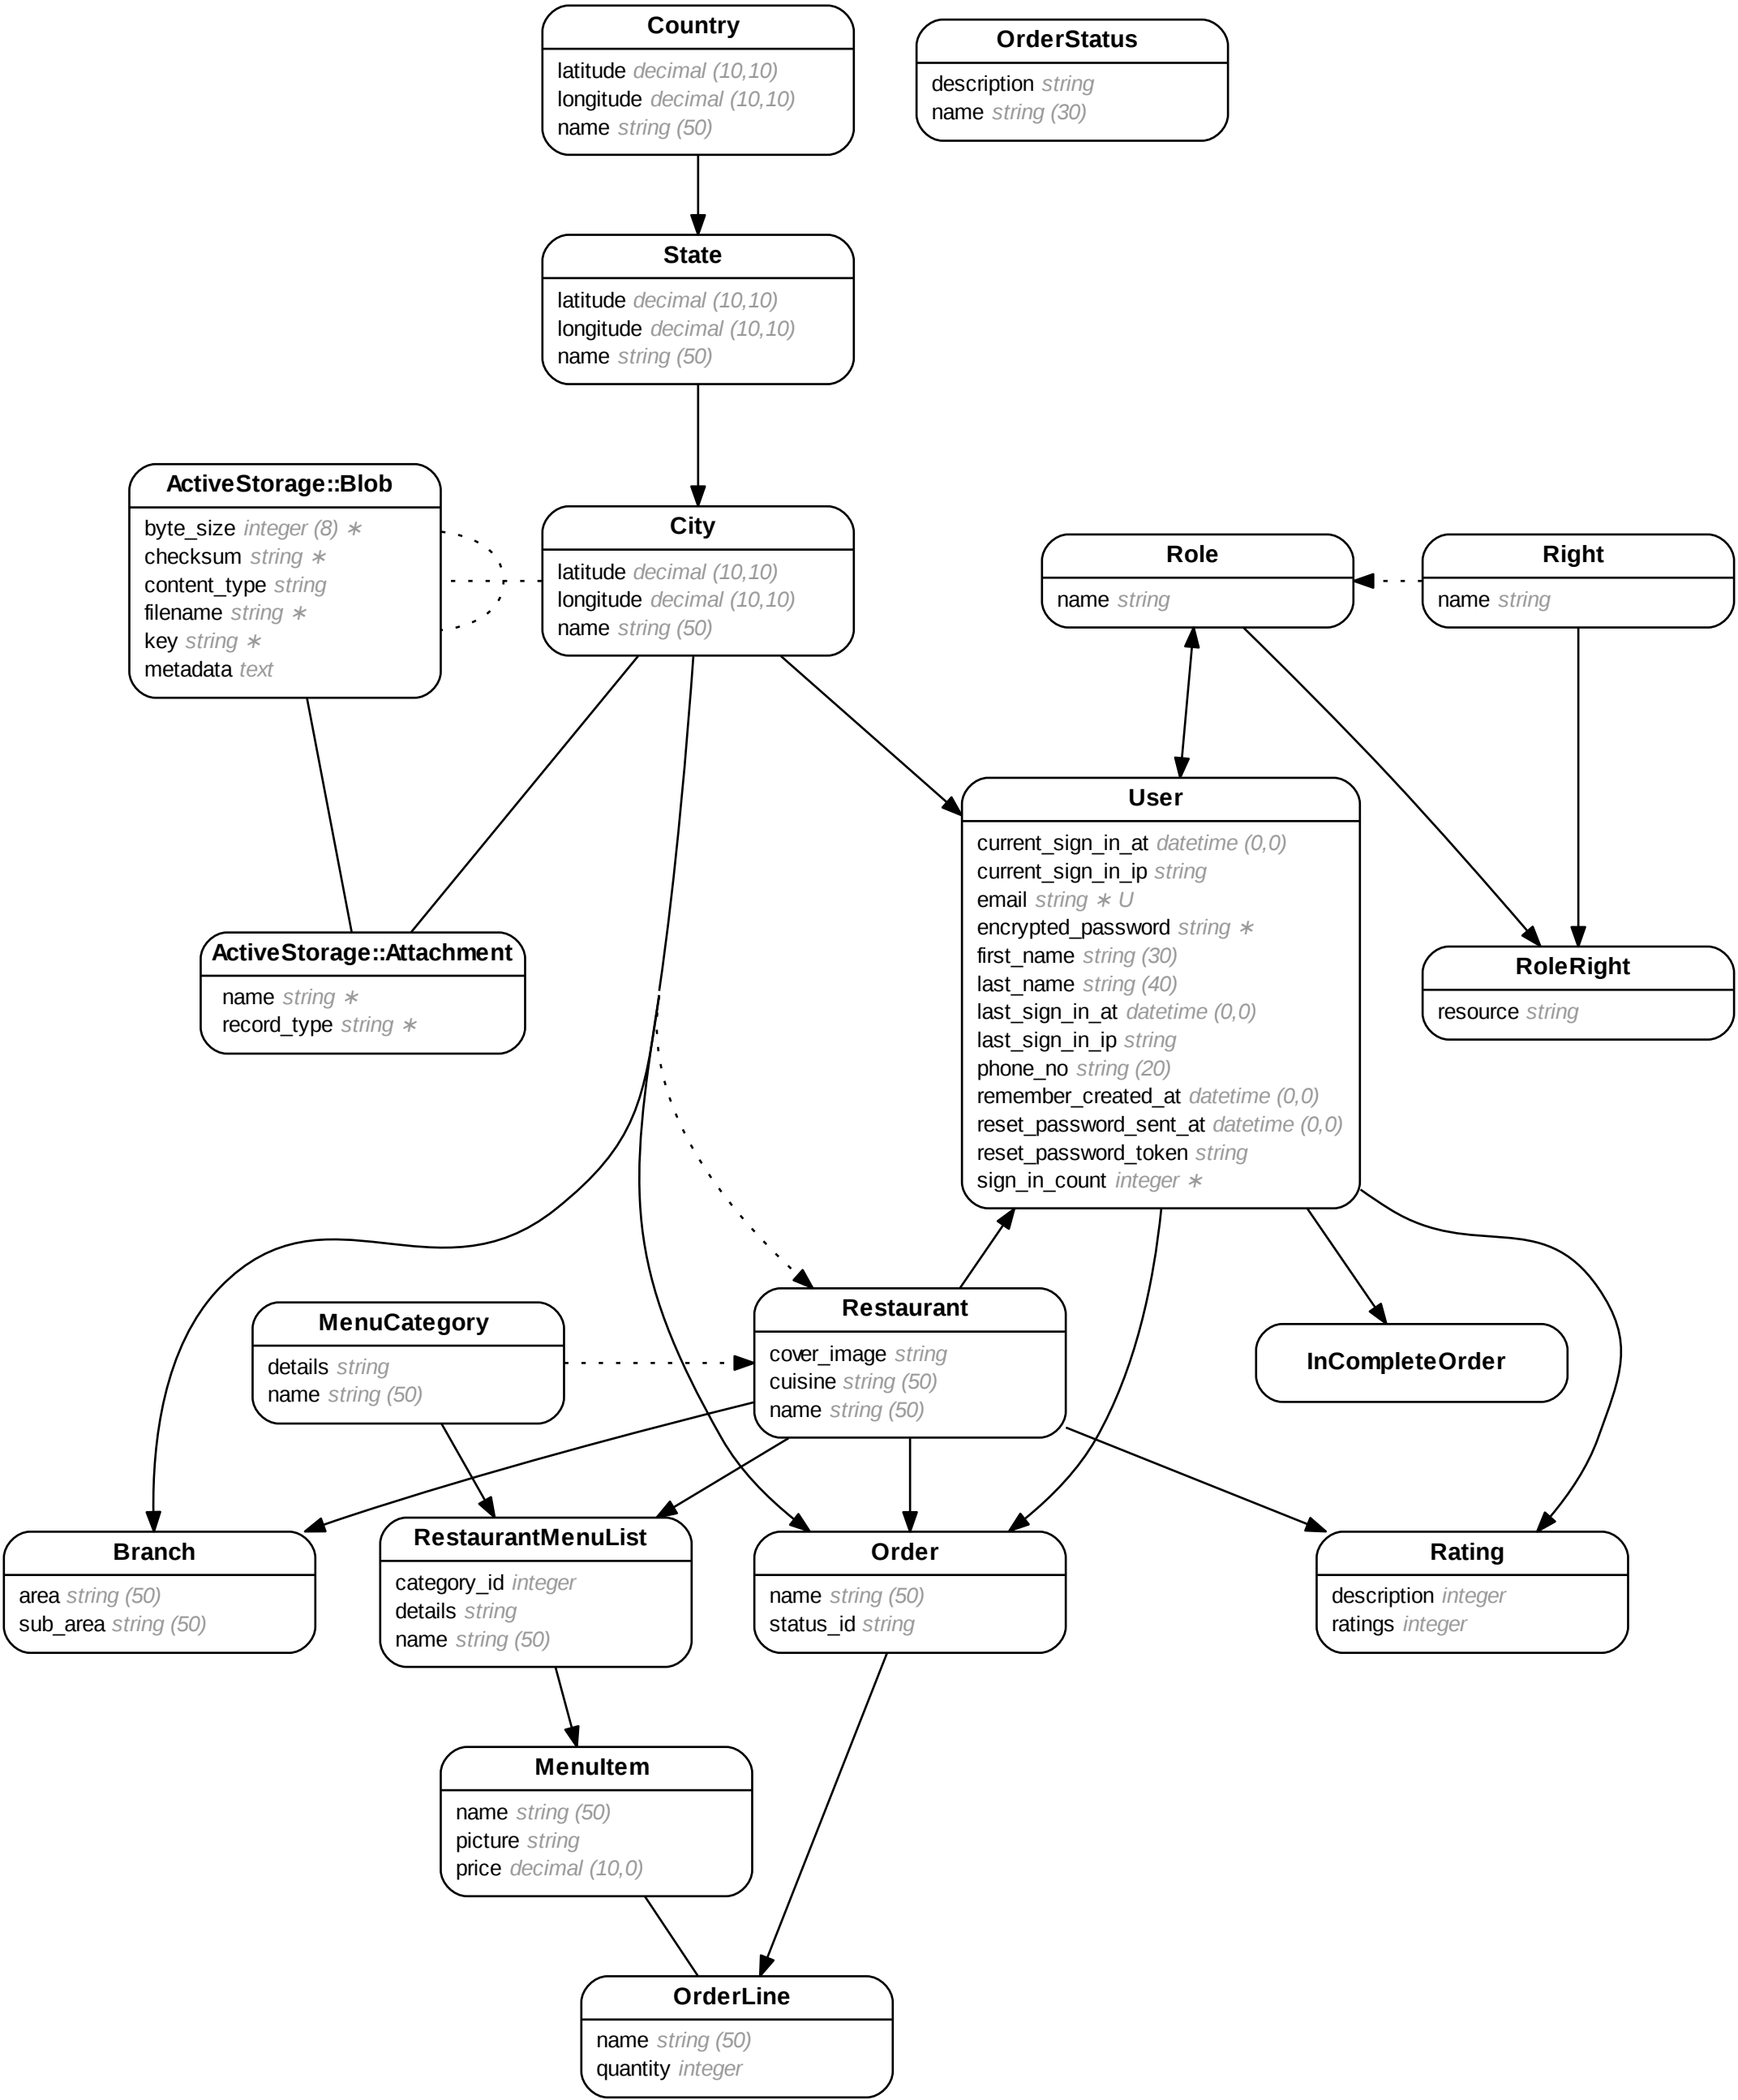 Country
latitude decimal (10,10)
longitude decimal (10,10)
name string (50)
OrderStatus
description string
name string (30)
State
latitude decimal (10,10)
longitude decimal (10,10)
name string (50)
ActiveStorage::Blob
byte_size integer (8) ∗
checksum string ∗
content_type string
filename string ∗
key string ∗
metadata text
City
latitude decimal (10,10)
longitude decimal (10,10)
name string (50)
Role
name string
Right
name string
User
current_sign_in_at datetime (0,0)
current_sign_in_ip string
email string ∗ U
encrypted_password string ∗
first_name string (30)
last_name string (40)
last_sign_in_at datetime (0,0)
last_sign_in_ip string
phone_no string (20)
remember_created_at datetime (0,0)
reset_password_sent_at datetime (0,0)
reset_password_token string
sign_in_count integer ∗
ActiveStorage::Attachment
name string ∗
record_type string ∗
RoleRight
resource string
MenuCategory
details string
name string (50)
Restaurant
cover_image string
cuisine string (50)
name string (50)
InCompleteOrder
Branch
area string (50)
sub_area string (50)
RestaurantMenuList
category_id integer
details string
name string (50)
Order
name string (50)
status_id string
Rating
description integer
ratings integer
MenuItem
name string (50)
picture string
price decimal (10,0)
OrderLine
name string (50)
quantity integer